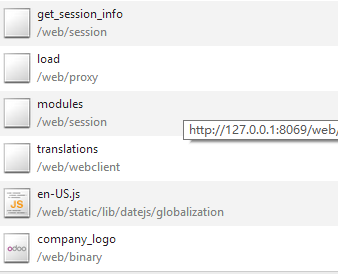 get_session_info
/web/session
load
/web/proxy
modules
/web/session
http://127.0.0.1:8069/web/
translations
/web/webclient
JS
en-US.js
/web/static/lib/datejs/globalization
odoo
company_logo
/web/binary